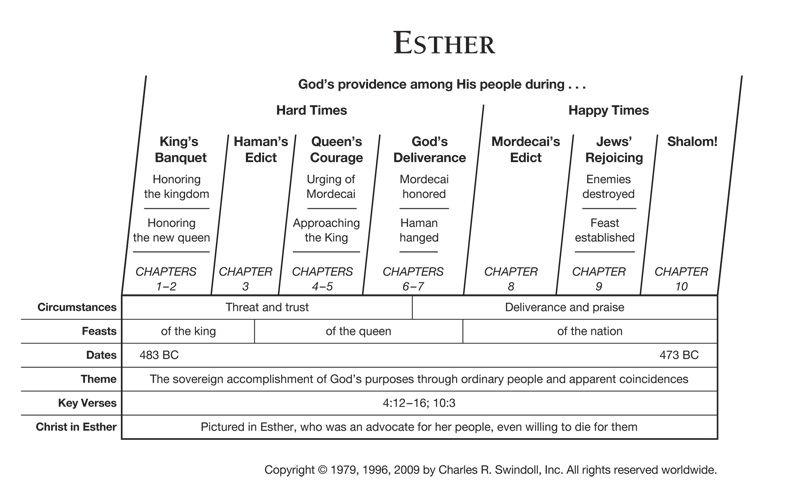 ESTHER
God's providence among His people during . . .
Hard Times
Happy Times
King's
Banquet
Haman's
Edict
Queen's
Courage
God's
Deliverance
Mordecai's
Edict
Jews'
Rejoicing
Shalom!
Honoring
the kingdom
Honoring
the new queen
Urging of
Mordecai
Approaching
the King
Mordecai
honored
Haman
hanged
Enemies
destroyed
Feast
established
CHAPTERS
1–2
CHAPTER
3
CHAPTERS
4–5
CHAPTERS
6–7
CHAPTER
8
CHAPTER
9
CHAPTER
10
Circumstances Threat and trust Deliverance and praise
Feasts of the king of the queen of the nation
Dates 483 BC 473 BC
Theme The sovereign accomplishment of God's purposes through ordinary people and apparent coincidences
Key Verses 4:12–16; 10:3
Christ in Esther Pictured in Esther, who was an advocate for her people, even willing to die for them
Copyright © 1979, 1996, 2009 by Charles R. Swindoll, Inc. All rights reserved worldwide.